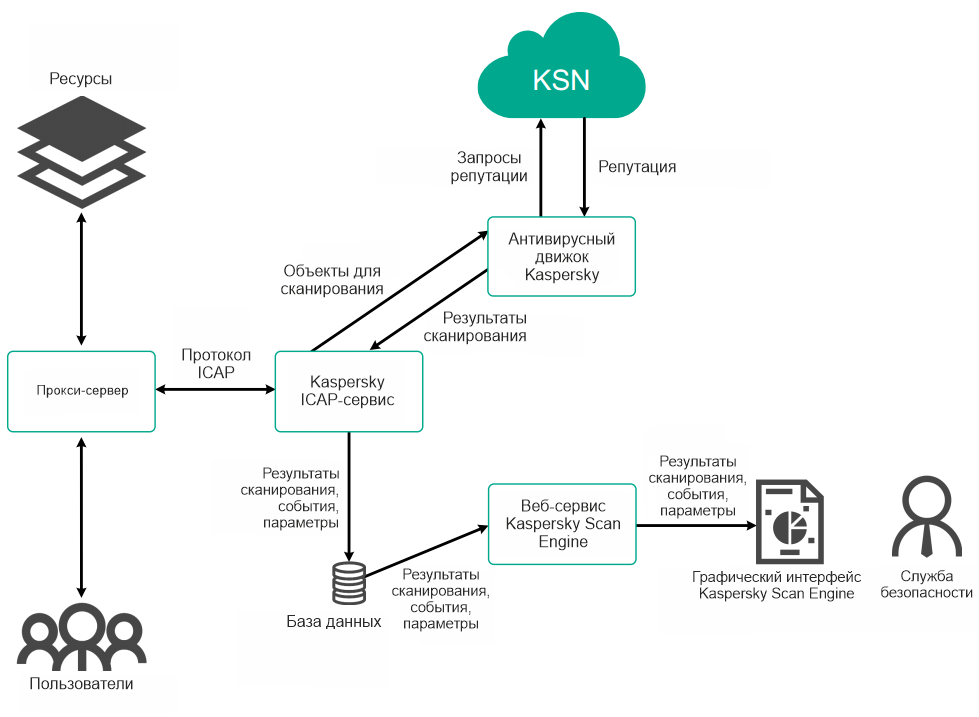 KSN
Ресурсы
Запросы
репутации
Репутация
Антивирусный
движок
Kaspersky
Объекты для
сканирования
Результаты
сканирования
Протокол
ICAP
Прокси-сервер
Kaspersky
ICAP-сервис
Результаты
сканирования,
события,
параметры
База данных
Результаты
сканирования,
события,
параметры
Веб-сервис
Kaspersky Scan
Engine
Результаты
сканирования,
события,
параметры
Графический интерфейс
Kaspersky Scan Engine
Служба
безопасности
Пользователи